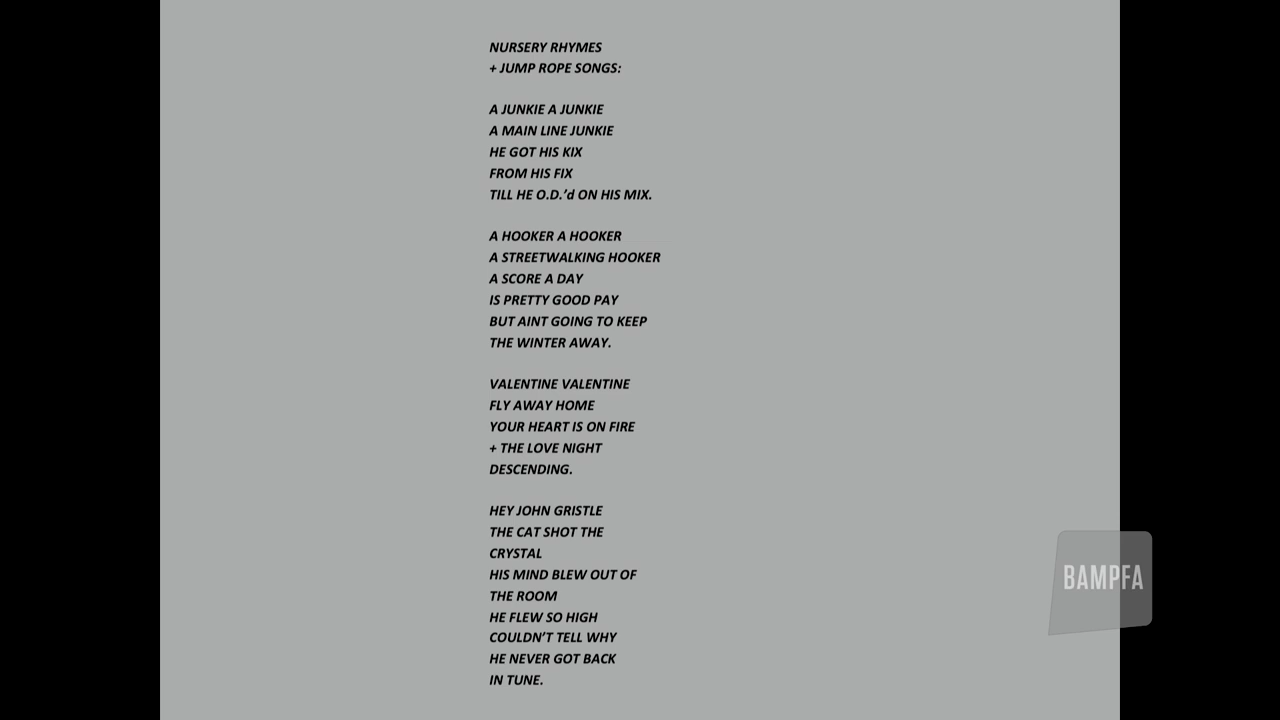 NURSERY RHYMES
+ JUMP ROPE SONGS:
A JUNKIE A JUNKIE
A MAIN LINE JUNKIE
HE GOT HIS KIX
FROM HIS FIX
TILL HE O.D.’d ON HIS MIX.
A HOOKER A HOOKER
A STREETWALKING HOOKER
A SCORE A DAY
IS PRETTY GOOD PAY
BUT AINT GOING TO KEEP
THE WINTER AWAY.
VALENTINE VALENTINE
FLY AWAY HOME
YOUR HEART IS ON FIRE
+ THE LOVE NIGHT
DESCENDING.
HEY JOHN GRISTLE
THE CAT SHOT THE
CRYSTAL
HIS MIND BLEW OUT OF
THE ROOM
HE FLEW SO HIGH
COULDN’T TELL WHY
HE NEVER GOT BACK
IN TUNE.
BAMPFA